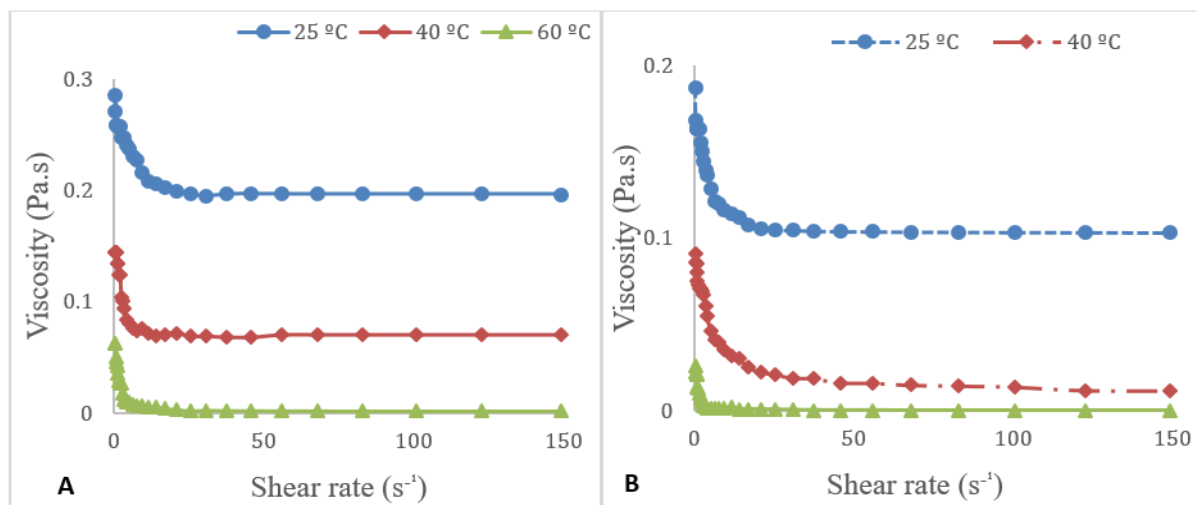 25 ºC 40 ºC 60 ºC
0.3
0.2
0.1
0
Viscosity (Pa.s)
0 50 100 150
Shear rate (s⁻¹)
A
25 ºC 40 ºC
0.2
0.1
0
Viscosity (Pa.s)
0 50 100 150
Shear rate (s⁻¹)
B